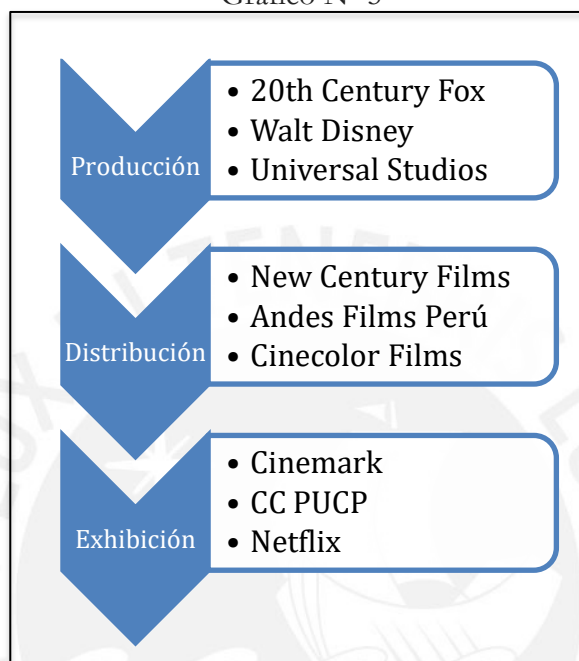 Producción
• 20th Century Fox
• Walt Disney
• Universal Studios
Distribución
• New Century Films
• Andes Films Perú
• Cinecolor Films
Exhibición
• Cinemark
• CC PUCP
• Netflix